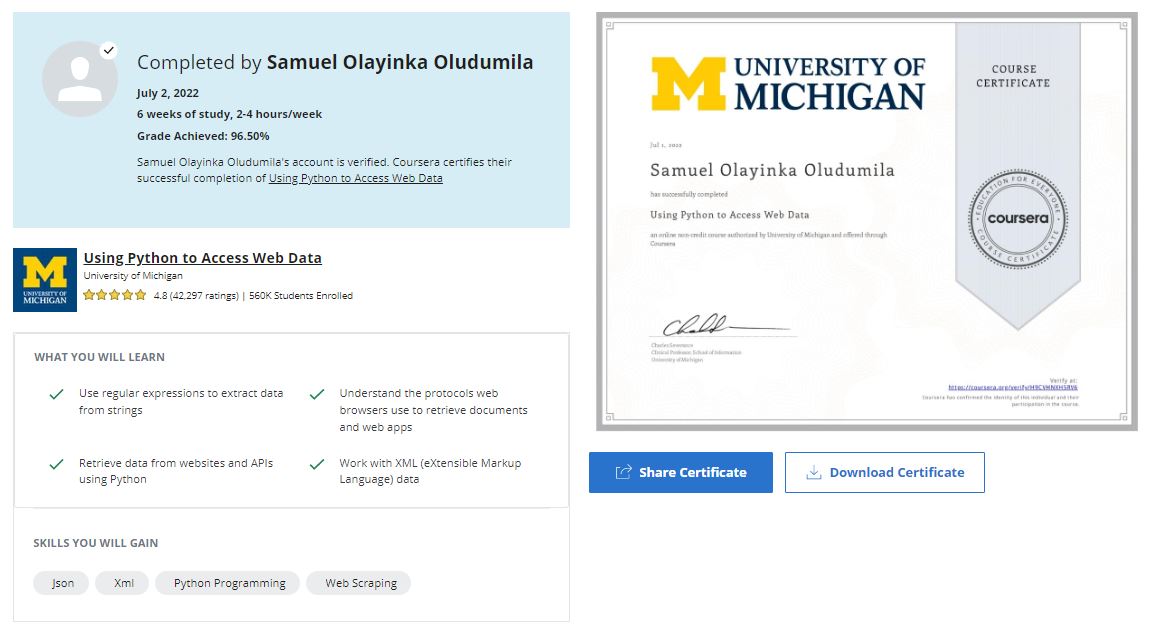 Completed by Samuel Olayinka Oludumila
July 2, 2022
6 weeks of study, 2-4 hours/week
Grade Achieved: 96.50%
Samuel Olayinka Oludumila's account is verified. Coursera certifies their
successful completion of Using Python to Access Web Data
UNIVERSITY OF
MICHIGAN
Using Python to Access Web Data
University of Michigan
4.8 (42,297 ratings) | 560K Students Enrolled
WHAT YOU WILL LEARN
Use regular expressions to extract data
from strings
Understand the protocols web
browsers use to retrieve documents
and web apps
Retrieve data from websites and APIs
using Python
Work with XML (eXtensible Markup
Language) data
SKILLS YOU WILL GAIN
Json
Xml
Python Programming
Web Scraping
UNIVERSITY OF
MICHIGAN
COURSE
CERTIFICATE
Jul 1, 2022
Samuel Olayinka Oludumila
has successfully completed
Using Python to Access Web Data
an online non-credit course authorized by University of Michigan and offered through
Coursera
EDUCATION FOR EVERYONE
coursera
COURSE CERTIFICATE
Charles Severance
Clinical Professor, School of Information
University of Michigan
Verify at:
Coursera has confirmed the identity of this individual and their
participation in the course.
Share Certificate
Download Certificate